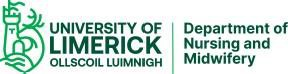 UNIVERSITY OF
LIMERICK
OLLSCOIL LUIMNIGH
Department of
Nursing and
Midwifery